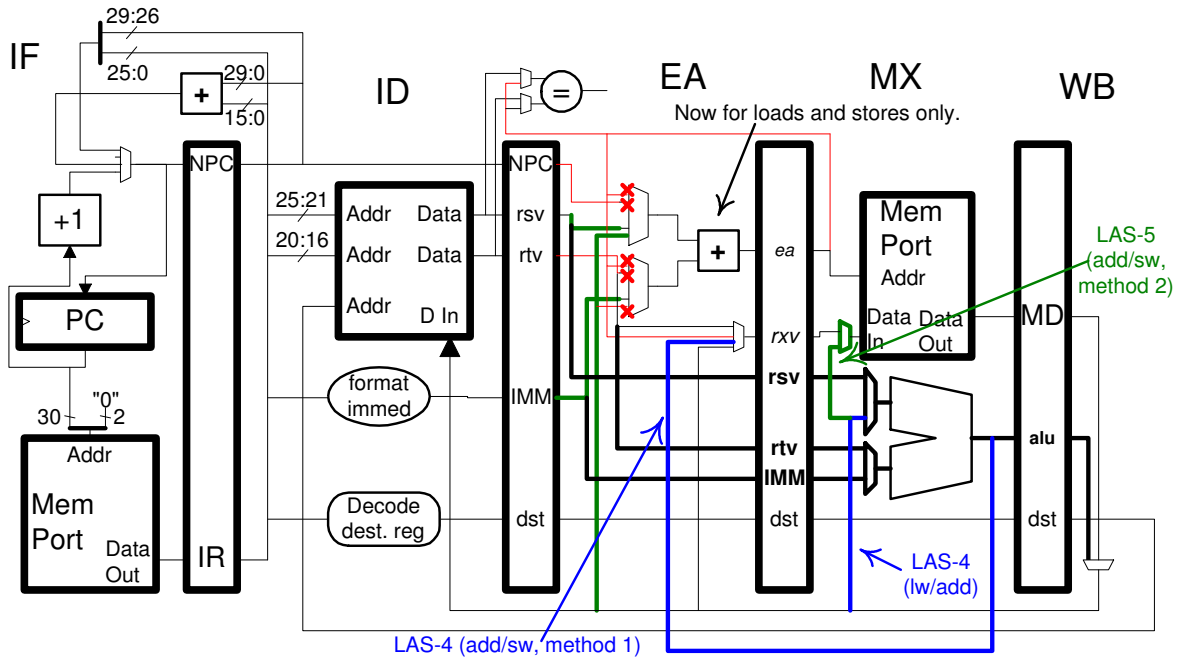 IF
29:26
25:0
29:0
+
15:0
ID
=
EA
MX
WB
Now for loads and stores only.
NPC
NPC
+1
25:21
Addr
Data
rsv
20:16
Addr
Data
rtv
Addr
D In
+
ea
Mem
Port
Addr
Data
In
Data
Out
LAS-5
(add/sw,
method 2)
MD
PC
rxv
rsv
format
immed
IMM
30
"0"
2
Addr
Mem
Port
Data
Out
IR
Decode
dest. reg
dst
rtv
IMM
dst
alu
dst
LAS-4
(lw/add)
LAS-4 (add/sw, method 1)